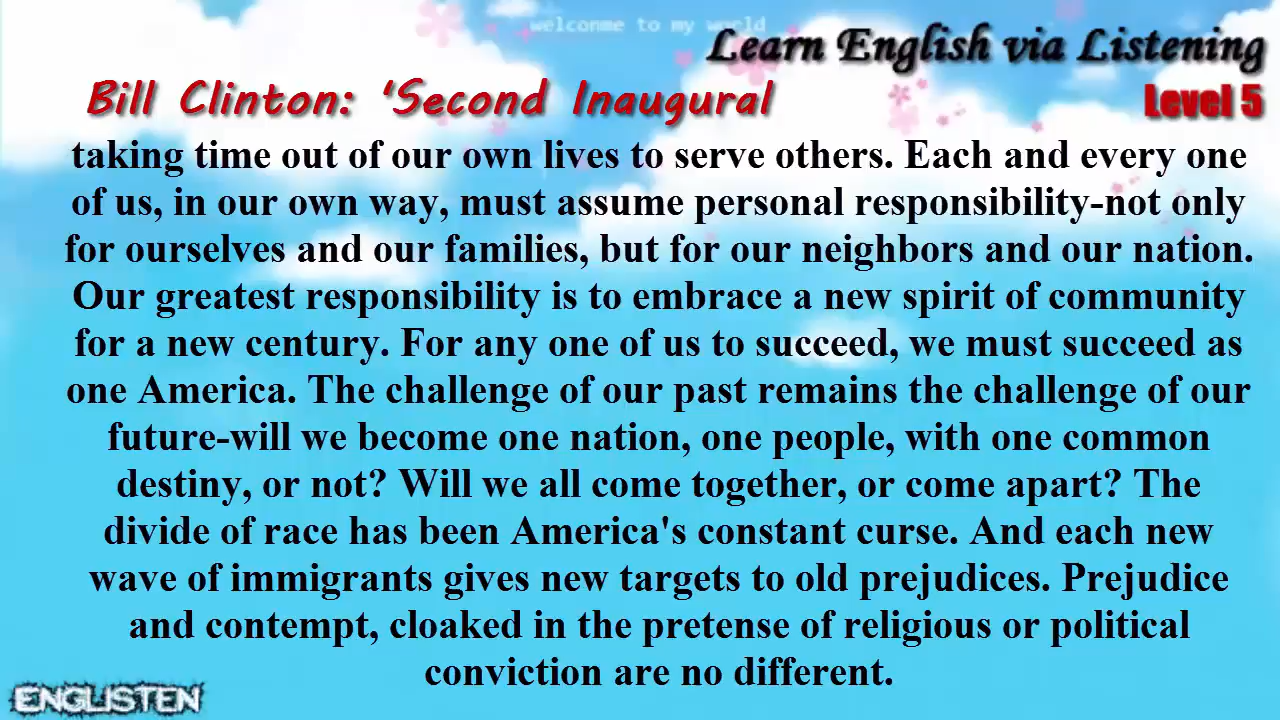 welconme to my world
Learn English via Listening
Bill Clinton: 'Second Inaugural
Level 5
taking time out of our own lives to serve others. Each and every one
of us, in our own way, must assume personal responsibility-not only
for ourselves and our families, but for our neighbors and our nation.
Our greatest responsibility is to embrace a new spirit of community
for a new century. For any one of us to succeed, we must succeed as
one America. The challenge of our past remains the challenge of our
future-will we become one nation, one people, with one common
destiny, or not? Will we all come together, or come apart? The
divide of race has been America's constant curse. And each new
wave of immigrants gives new targets to old prejudices. Prejudice
and contempt, cloaked in the pretense of religious or political
conviction are no different.
ENGLISTEN